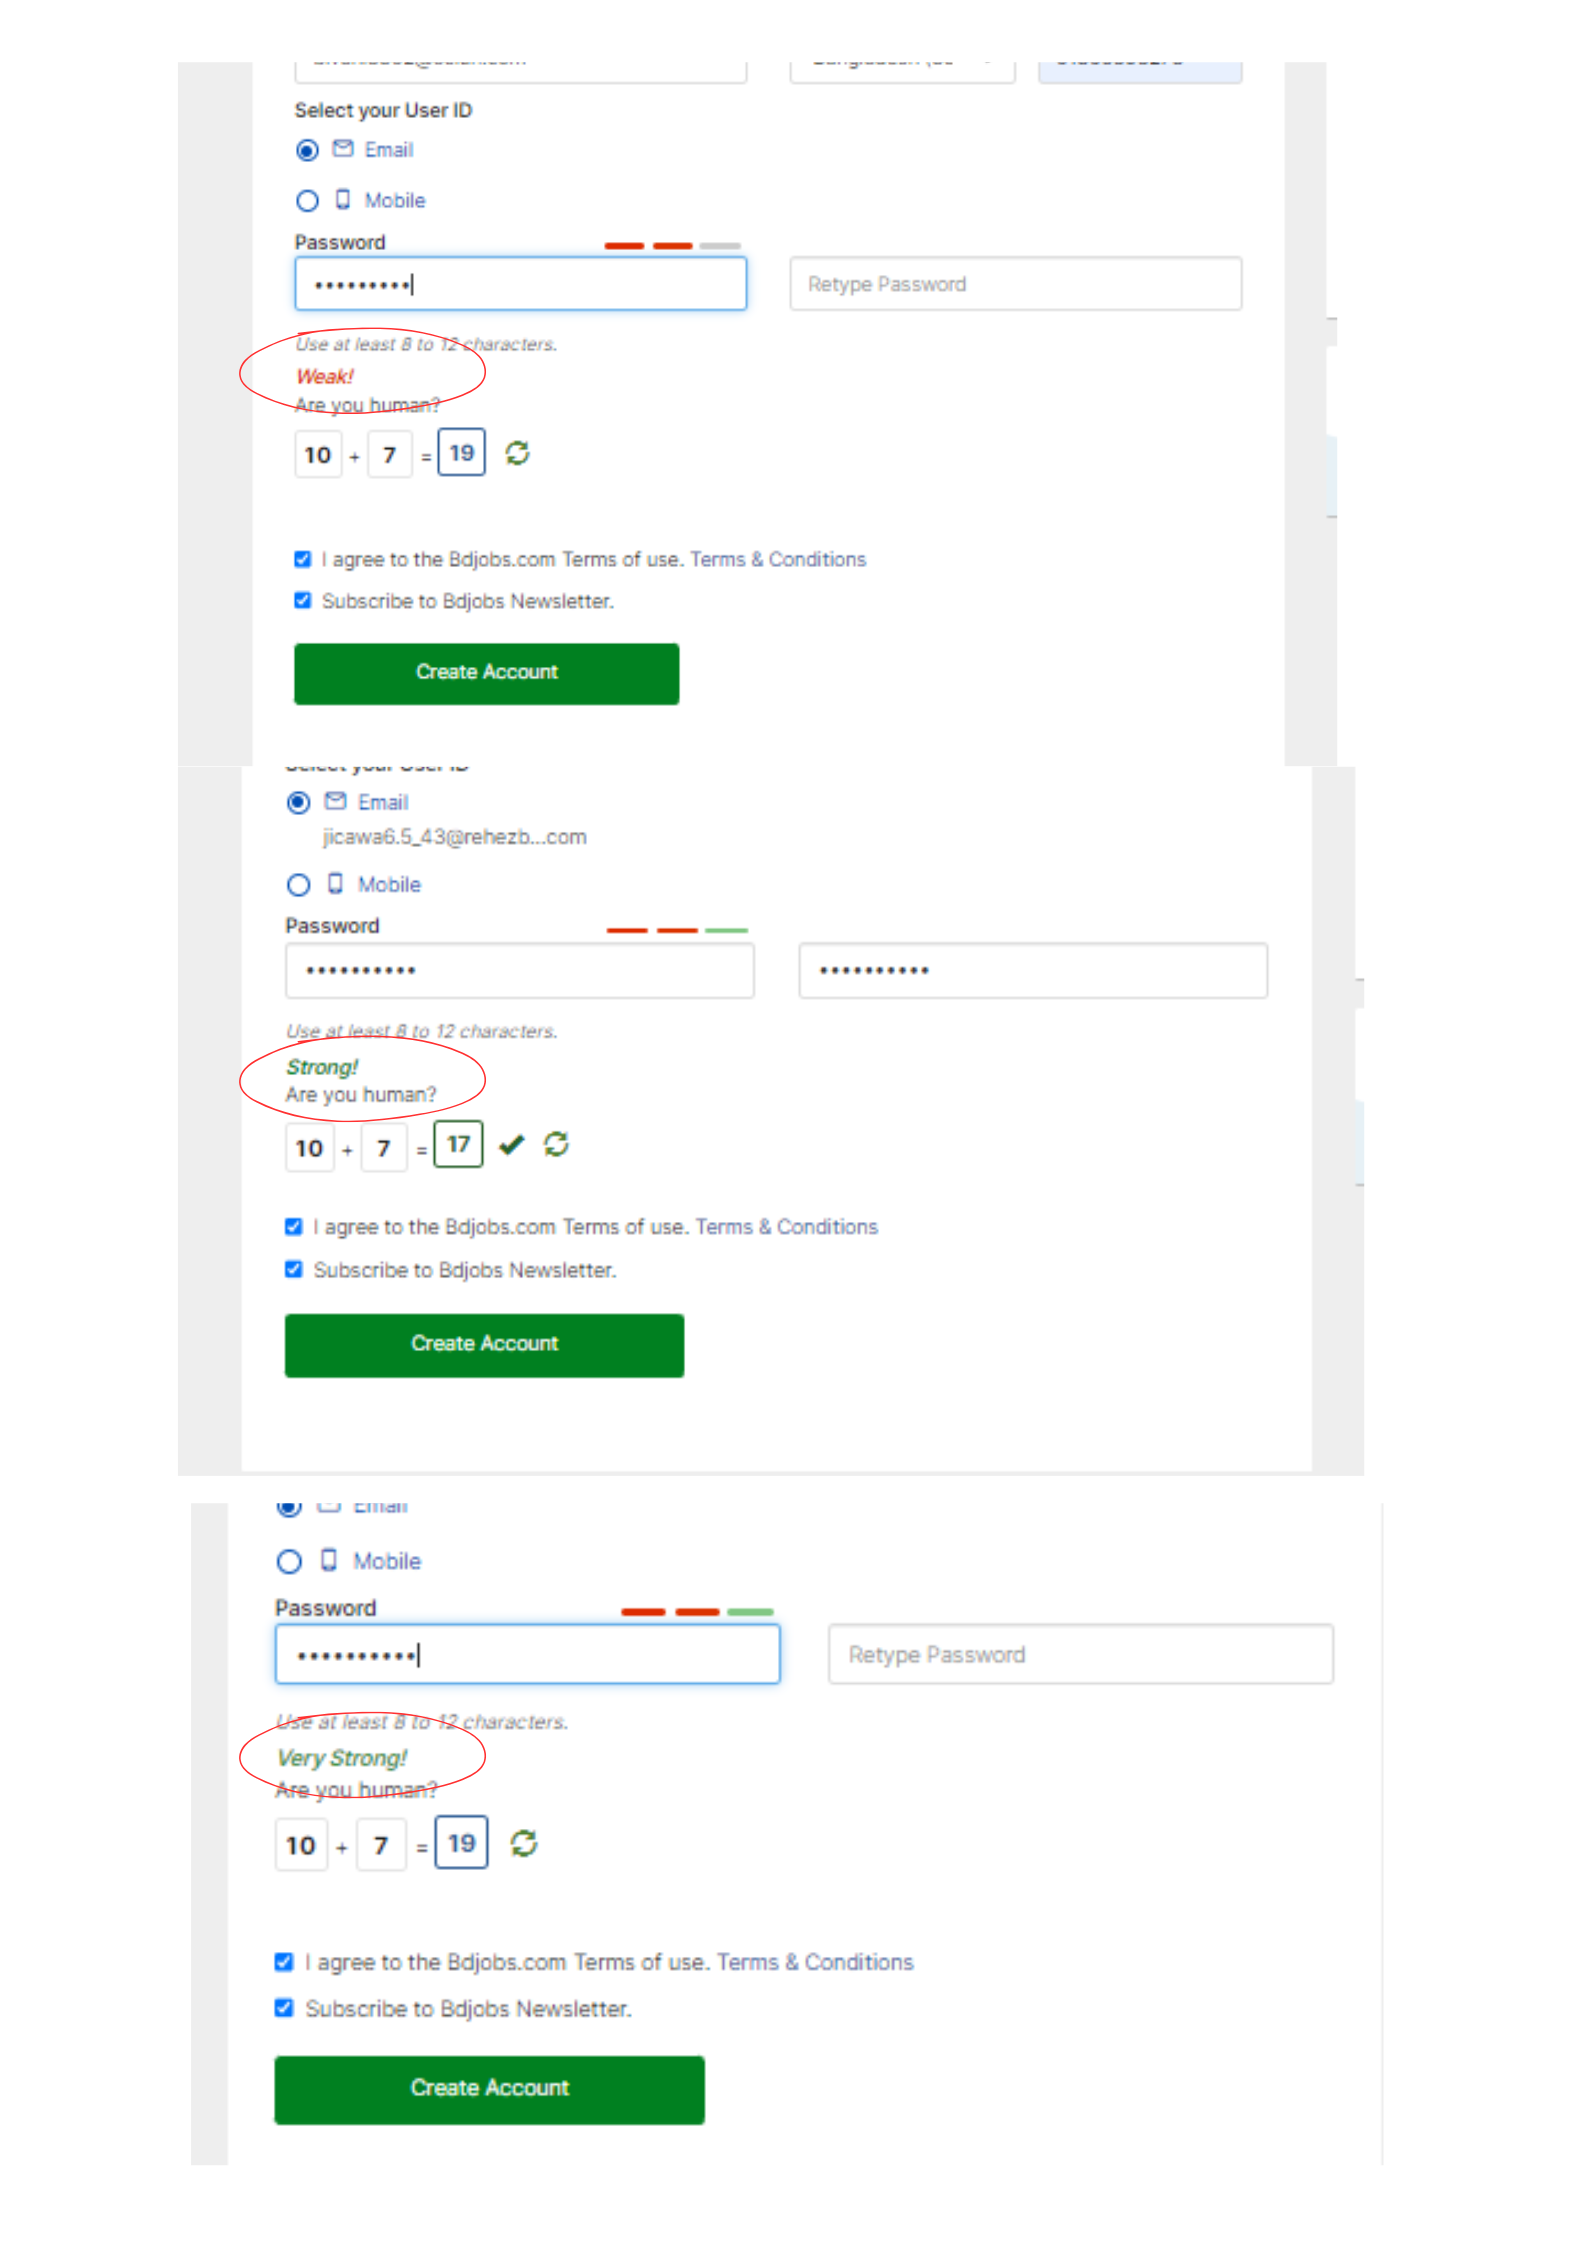 Select your User ID
Email
Mobile
Password
•••••••••
Retype Password
Use at least 8 to 12 characters.
Weak!
Are you human?
10 + 7 = 19
I agree to the Bdjobs.com Terms of use. Terms & Conditions
Subscribe to Bdjobs Newsletter.
Create Account
Select your User ID
Email
jicawa6.5_43@rehezb...com
Mobile
Password
•••••••••• ••••••••••
Use at least 8 to 12 characters.
Strong!
Are you human?
10 + 7 = 17
I agree to the Bdjobs.com Terms of use. Terms & Conditions
Subscribe to Bdjobs Newsletter.
Create Account
Email
Mobile
Password
••••••••••
Retype Password
Use at least 8 to 12 characters.
Very Strong!
Are you human?
10 + 7 = 19
I agree to the Bdjobs.com Terms of use. Terms & Conditions
Subscribe to Bdjobs Newsletter.
Create Account